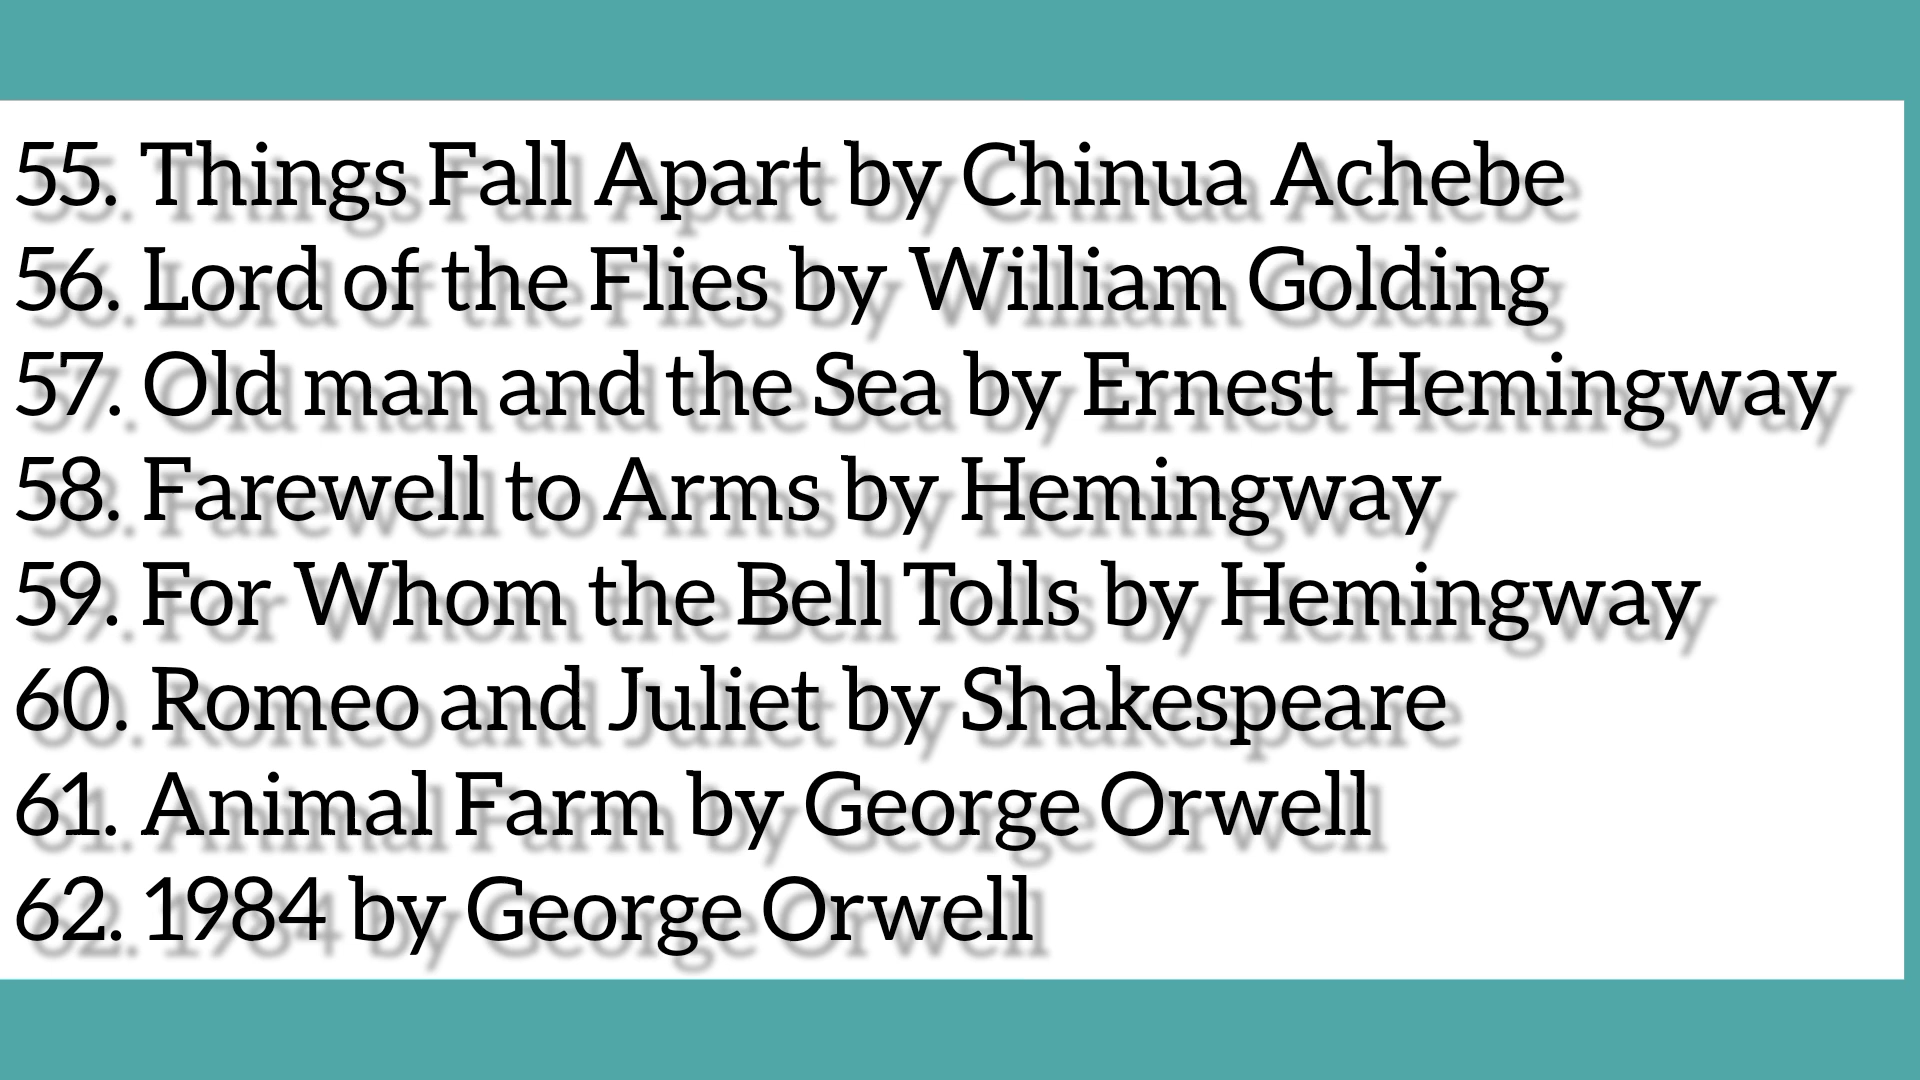 55. Things Fall Apart by Chinua Achebe
56. Lord of the Flies by William Golding
57. Old man and the Sea by Ernest Hemingway
58. Farewell to Arms by Hemingway
59. For Whom the Bell Tolls by Hemingway
60. Romeo and Juliet by Shakespeare
61. Animal Farm by George Orwell
62. 1984 by George Orwell